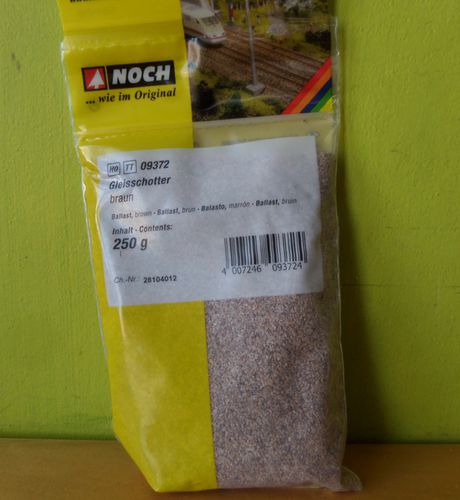 NOCH
... wie im Original
H0 TT 09372
Gleisschotter
braun
Ballast, brown · Ballast, brun · Balasto, marrón · Ballast, bruin
Inhalt · Contents:
250 g
4 007246 093724
Ch.-Nr.: 28104012